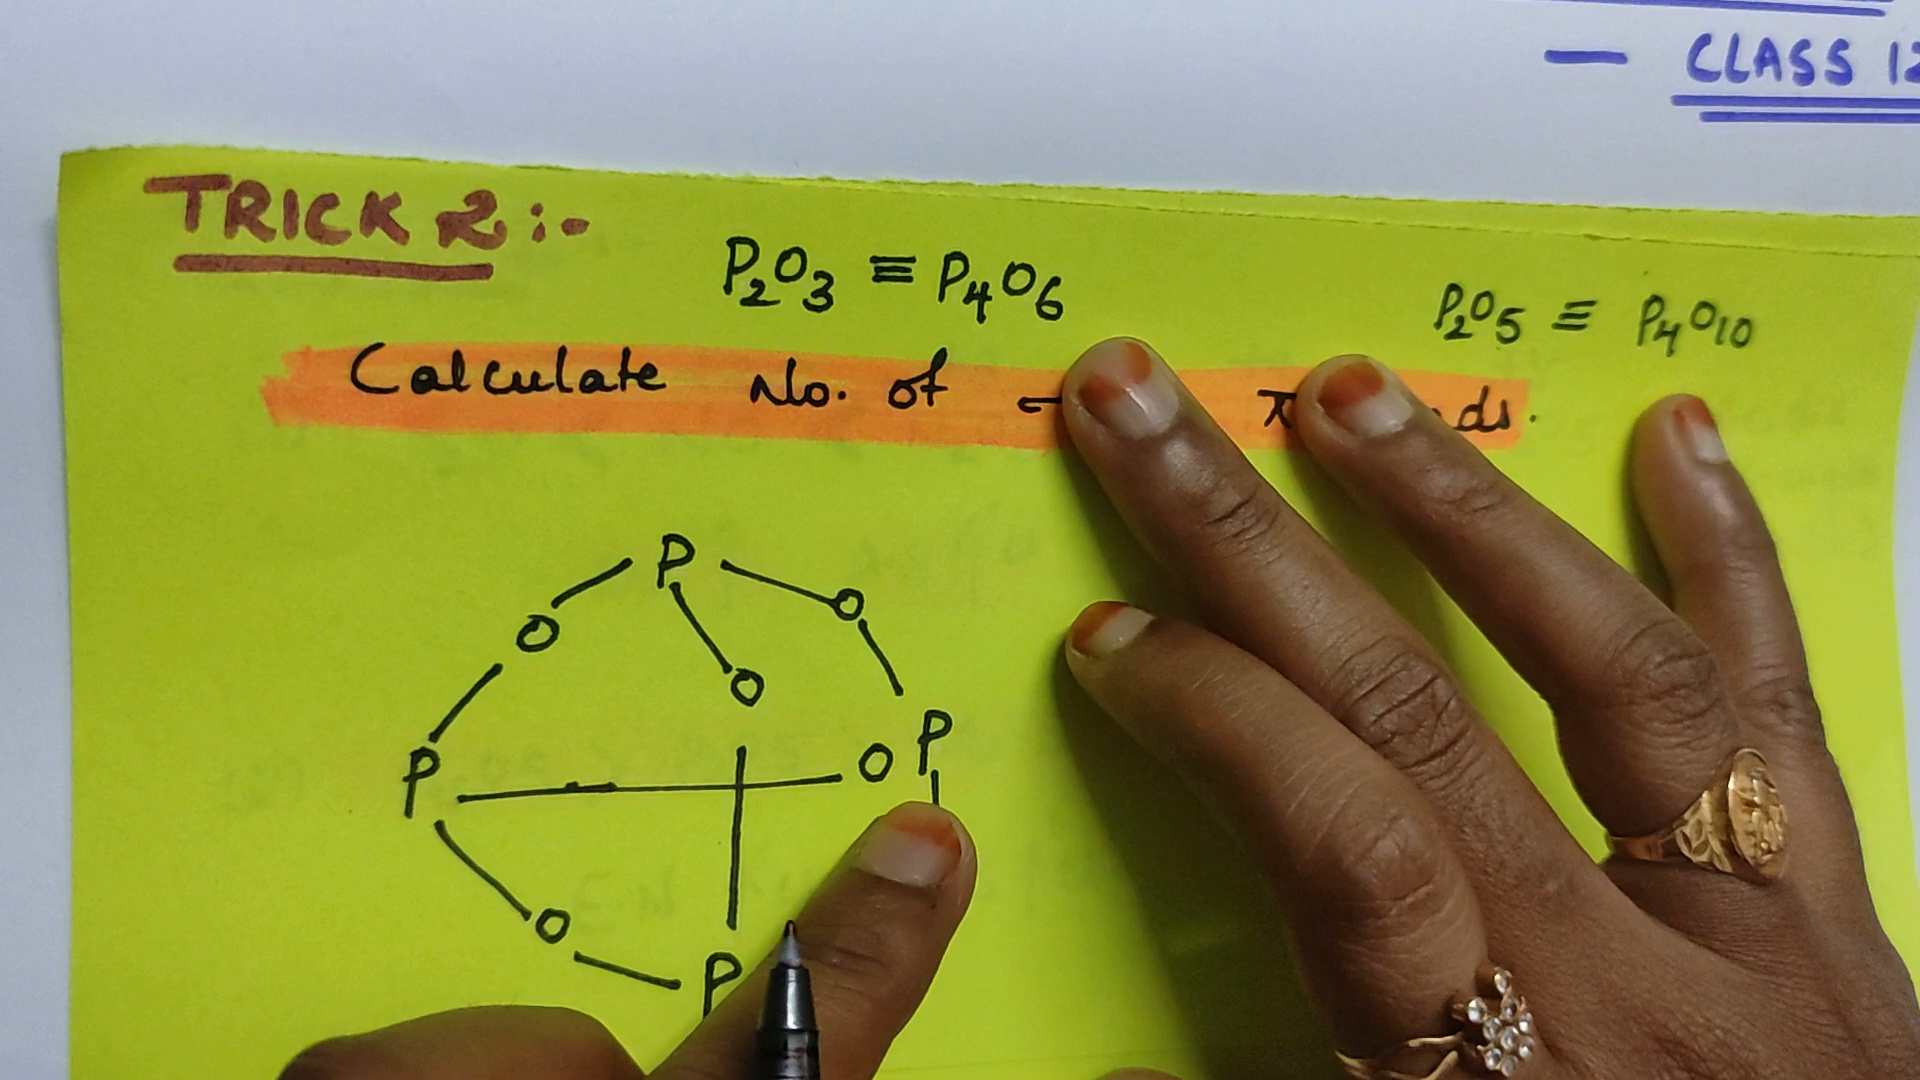 — CLASS 12
TRICK 2 :-
P₂O₃ ≡ P₄O₆
P₂O₅ ≡ P₄O₁₀
Calculate No. of π
P
O O
O
P O P
O
P